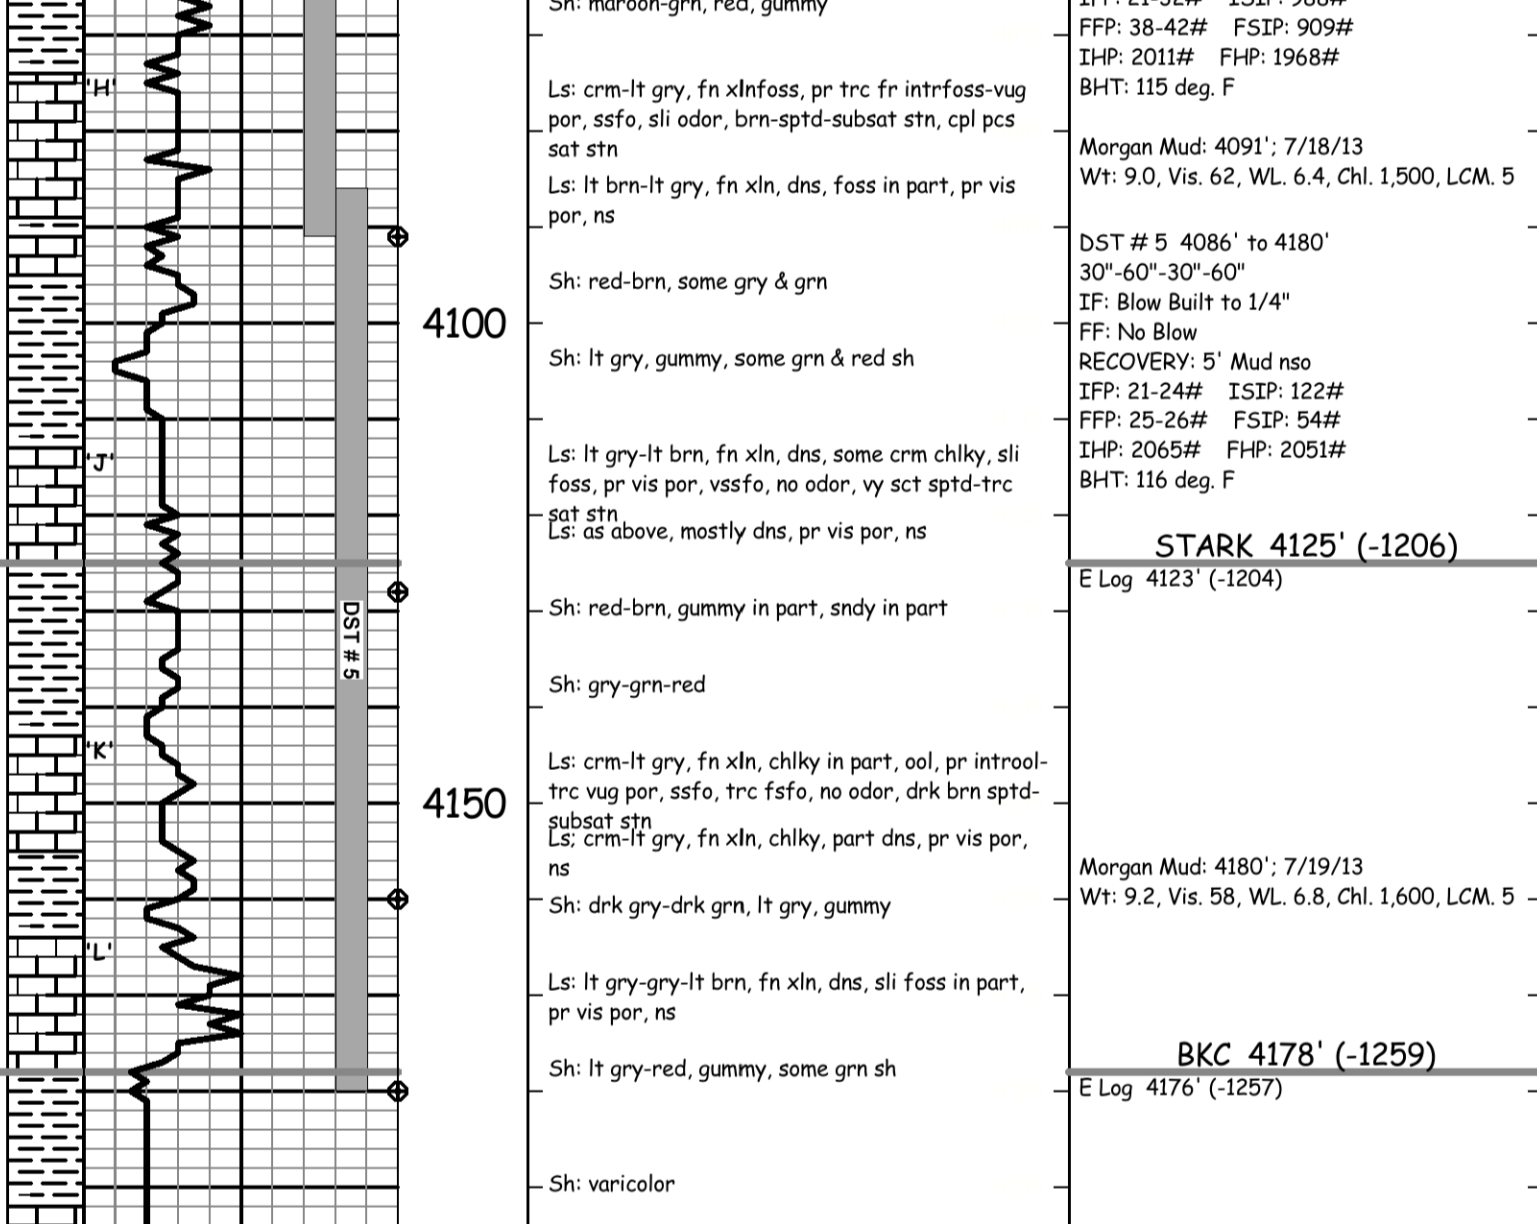 Sh: maroon-grn, red, gummy
'H'
Ls: crm-lt gry, fn xlnfoss, pr trc fr intrfoss-vug
por, ssfo, sli odor, brn-sptd-subsat stn, cpl pcs
sat stn
Ls: lt brn-lt gry, fn xln, dns, foss in part, pr vis
por, ns
Sh: red-brn, some gry & grn
4100
Sh: lt gry, gummy, some grn & red sh
'J'
Ls: lt gry-lt brn, fn xln, dns, some crm chlky, sli
foss, pr vis por, vssfo, no odor, vy sct sptd-trc
sat stn
Ls: as above, mostly dns, pr vis por, ns
DST # 5
Sh: red-brn, gummy in part, sndy in part
Sh: gry-grn-red
'K'
Ls: crm-lt gry, fn xln, chlky in part, ool, pr introol-
trc vug por, ssfo, trc fsfo, no odor, drk brn sptd-
subsat stn
4150
Ls; crm-lt gry, fn xln, chlky, part dns, pr vis por,
ns
Sh: drk gry-drk grn, lt gry, gummy
'L'
Ls: lt gry-gry-lt brn, fn xln, dns, sli foss in part,
pr vis por, ns
Sh: lt gry-red, gummy, some grn sh
Sh: varicolor
IFP: 21-32# ISIP: 988#
FFP: 38-42# FSIP: 909#
IHP: 2011# FHP: 1968#
BHT: 115 deg. F
Morgan Mud: 4091'; 7/18/13
Wt: 9.0, Vis. 62, WL. 6.4, Chl. 1,500, LCM. 5
DST # 5 4086' to 4180'
30"-60"-30"-60"
IF: Blow Built to 1/4"
FF: No Blow
RECOVERY: 5' Mud nso
IFP: 21-24# ISIP: 122#
FFP: 25-26# FSIP: 54#
IHP: 2065# FHP: 2051#
BHT: 116 deg. F
STARK 4125' (-1206)
E Log 4123' (-1204)
Morgan Mud: 4180'; 7/19/13
Wt: 9.2, Vis. 58, WL. 6.8, Chl. 1,600, LCM. 5
BKC 4178' (-1259)
E Log 4176' (-1257)